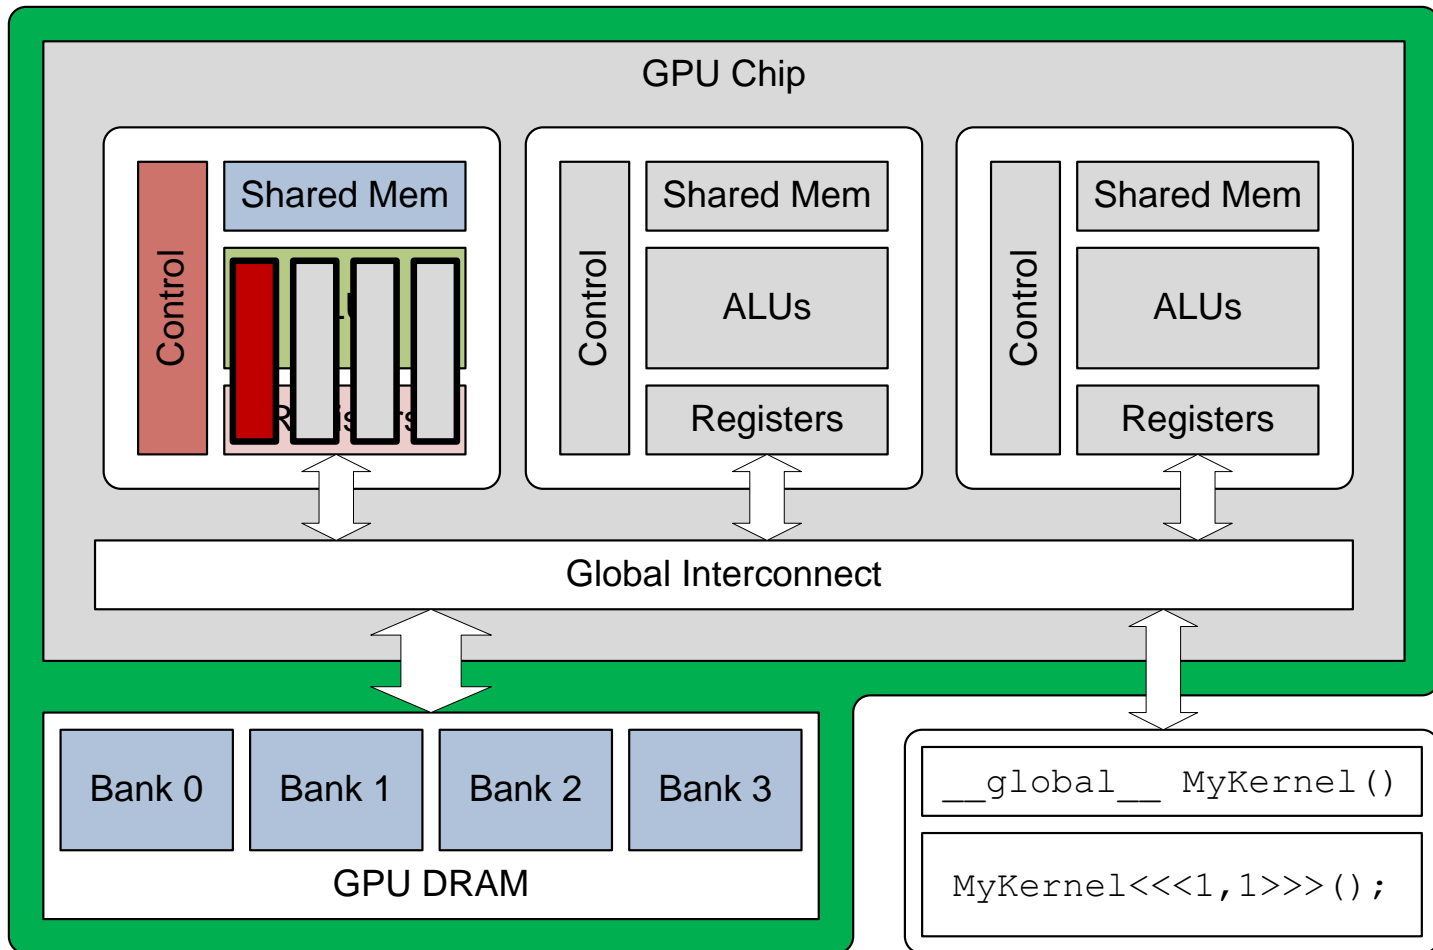 GPU Chip
Control
Shared Mem
Control
Shared Mem
ALUs
Registers
Control
Shared Mem
ALUs
Registers
Global Interconnect
Bank 0
Bank 1
Bank 2
Bank 3
GPU DRAM
__global__ MyKernel()
MyKernel<<<1,1>>>();